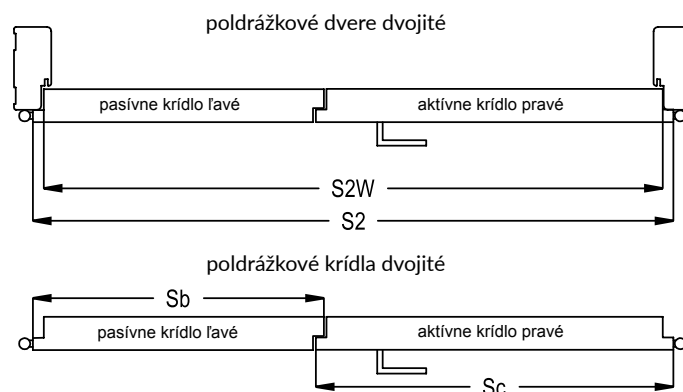 poldrážkové dvere dvojité
pasívne krídlo ľavé aktívne krídlo pravé
S2W
S2
poldrážkové krídla dvojité
Sb
pasívne krídlo ľavé aktívne krídlo pravé
Sc